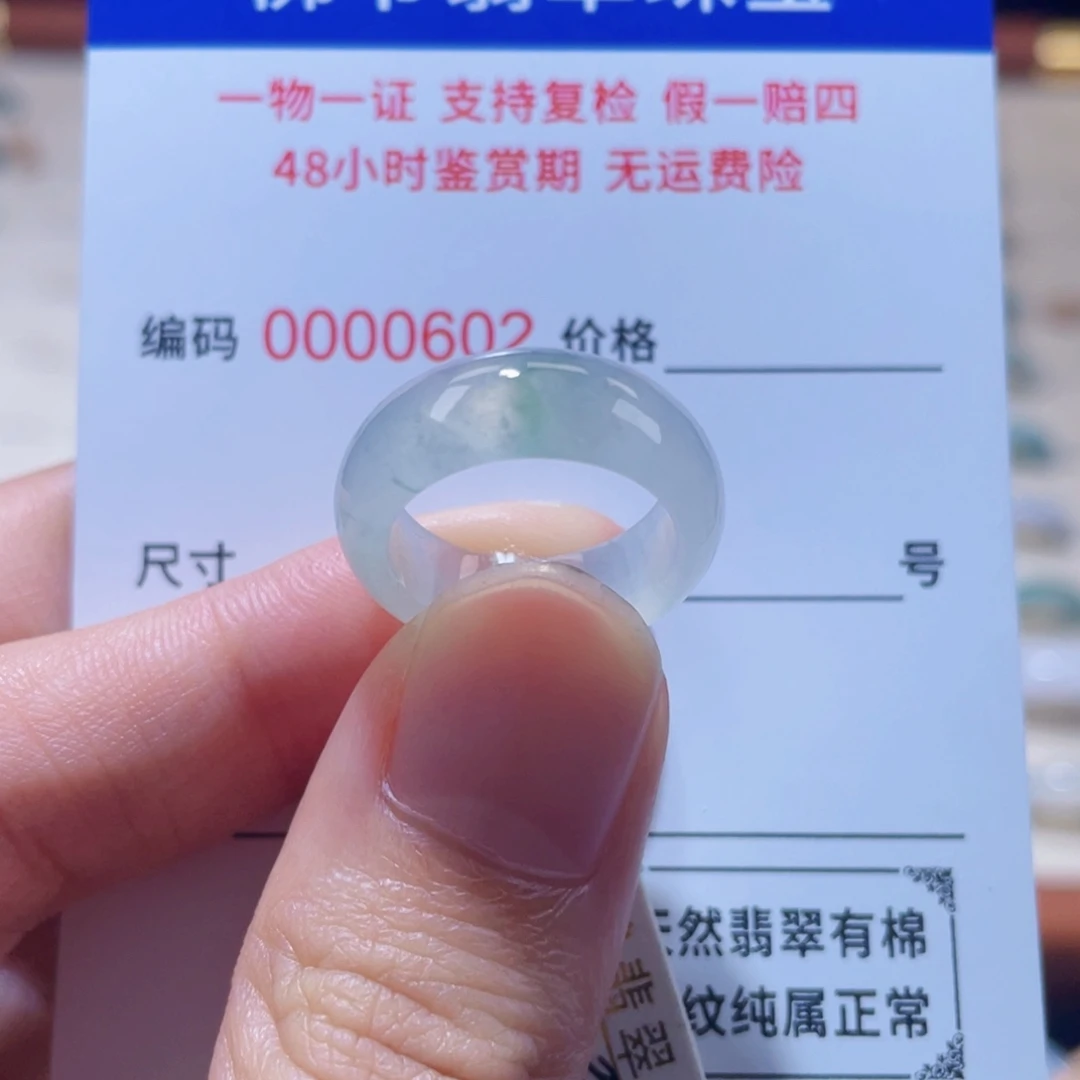 一物一证 支持复检 假一赔四
48小时鉴赏期 无运费险
编码 0000602 价格
尺寸 号
天然翡翠有棉
纹纯属正常
翡翠